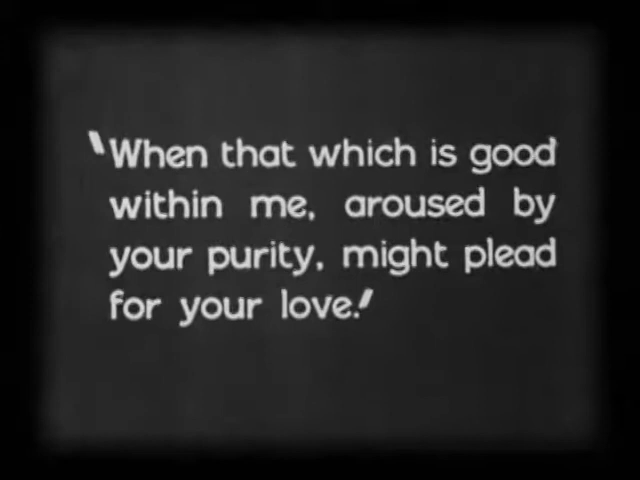 "When that which is good
within me, aroused by
your purity, might plead
for your love."